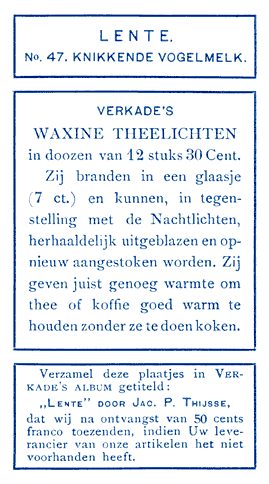 LENTE.
No. 47. KNIKKENDE VOGELMELK.
VERKADE'S
WAXINE THEELICHTEN
in doozen van 12 stuks 30 Cent.
Zij branden in een glaasje
(7 ct.) en kunnen, in tegen-
stelling met de Nachtlichten,
herhaaldelijk uitgeblazen en op-
nieuw aangestoken worden. Zij
geven juist genoeg warmte om
thee of koffie goed warm te
houden zonder ze te doen koken.
Verzamel deze plaatjes in VER-
KADE'S ALBUM getiteld:
„LENTE” DOOR JAC. P. THIJSSE,
dat wij na ontvangst van 50 cents
franco toezenden, indien Uw leve-
rancier van onze artikelen het niet
voorhanden heeft.